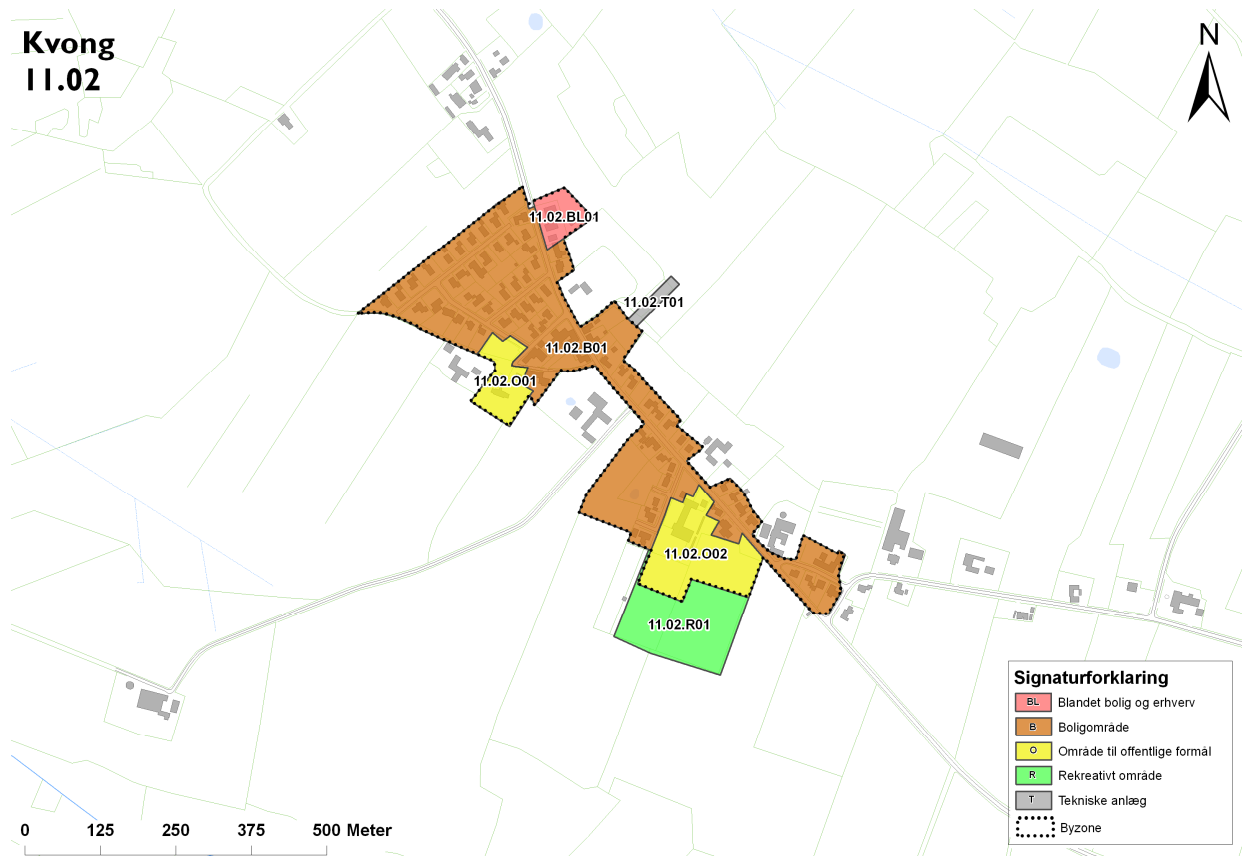 Kvong
11.02
N
11.02.BL01
11.02.T01
11.02.B01
11.02.O01
11.02.O02
11.02.R01
Signaturforklaring
BL Blandet bolig og erhverv
B Boligområde
O Område til offentlige formål
R Rekreativt område
T Tekniske anlæg
Byzone
0 125 250 375 500 Meter